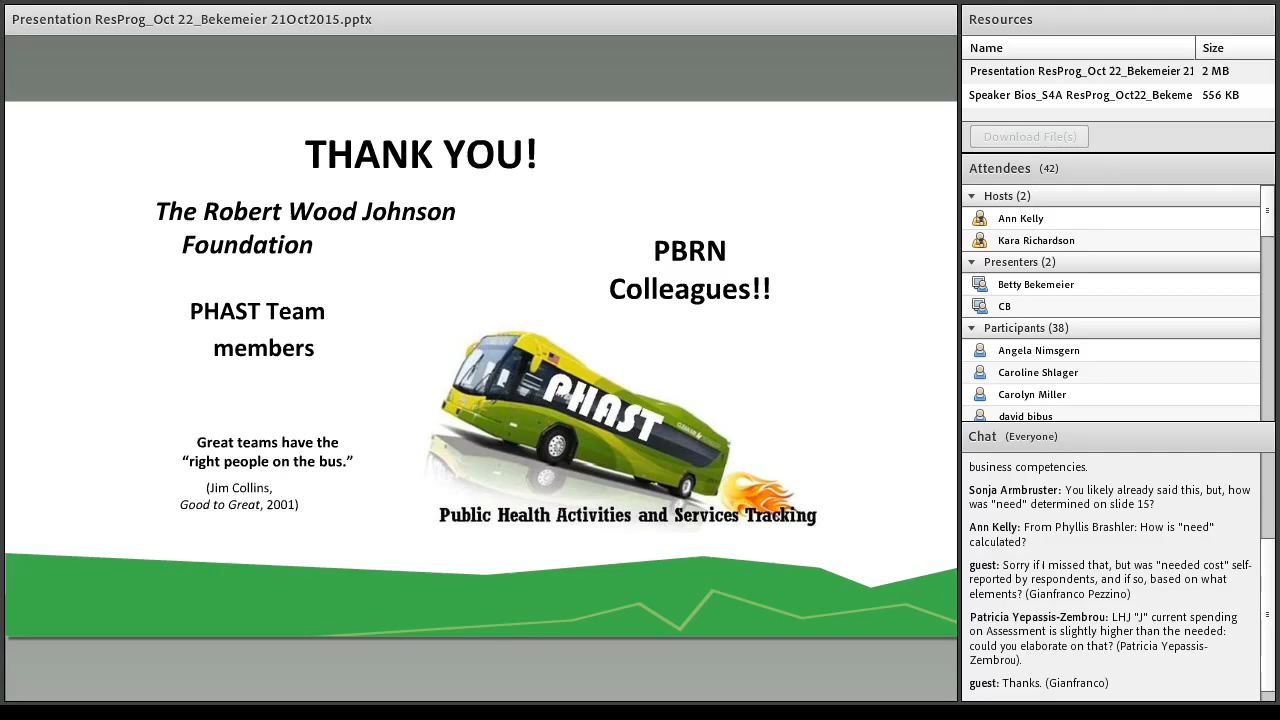 Presentation ResProg_Oct 22_Bekemeier 21Oct2015.pptx
THANK YOU!
The Robert Wood Johnson
Foundation
PBRN
Colleagues!!
PHAST Team
members
PHAST
Great teams have the
“right people on the bus.”
(Jim Collins,
Good to Great, 2001)
Public Health Activities and Services Tracking
Resources
Name Size
Presentation ResProg_Oct 22_Bekemeier 21 2 MB
Speaker Bios_S4A ResProg_Oct22_Bekeme 556 KB
Download File(s)
Attendees (42)
Hosts (2)
Ann Kelly
Kara Richardson
Presenters (2)
Betty Bekemeier
CB
Participants (38)
Angela Nimsgern
Caroline Shlager
Carolyn Miller
david bibus
Chat (Everyone)
business competencies.
Sonja Armbruster: You likely already said this, but, how
was "need" determined on slide 15?
Ann Kelly: From Phyllis Brashler: How is "need"
calculated?
guest: Sorry if I missed that, but was "needed cost" self-
reported by respondents, and if so, based on what
elements? (Gianfranco Pezzino)
Patricia Yepassis-Zembrou: LHJ "J" current spending
on Assessment is slightly higher than the needed:
could you elaborate on that? (Patricia Yepassis-
Zembrou).
guest: Thanks. (Gianfranco)